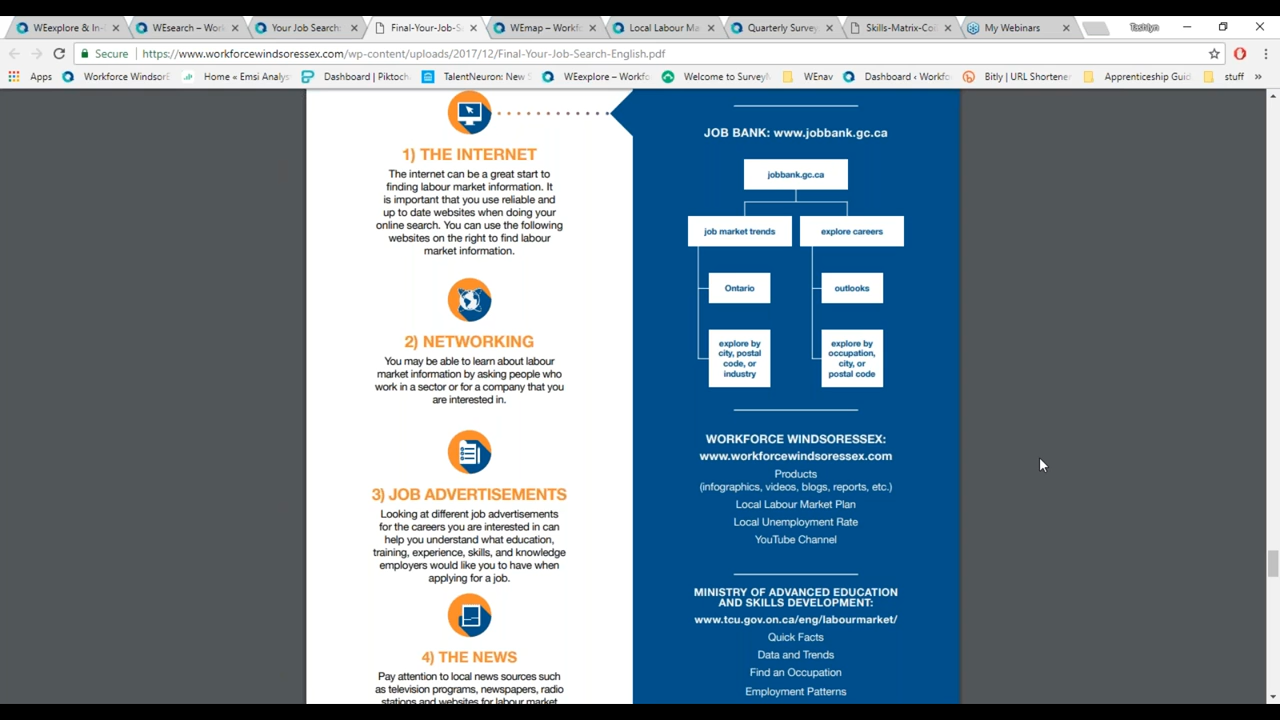 WEexplore & In-
WEsearch – Work
Your Job Search:
Final-Your-Job-S
WEmap – Workf
Local Labour Ma
Quarterly Survey
Skills-Matrix-Co
My Webinars
Tashlyn
Secure
https://www.workforcewindsoressex.com/wp-content/uploads/2017/12/Final-Your-Job-Search-English.pdf
Apps
Workforce WindsorE
Home « Emsi Analys
Dashboard | Piktoch
TalentNeuron: New S
WEexplore – Workfo
Welcome to SurveyM
WEnav
Dashboard ‹ Workfo
Bitly | URL Shortene
Apprenticeship Guid
stuff
1) THE INTERNET
The internet can be a great start to
finding labour market information. It
is important that you use reliable and
up to date websites when doing your
online search. You can use the following
websites on the right to find labour
market information.
2) NETWORKING
You may be able to learn about labour
market information by asking people who
work in a sector or for a company that you
are interested in.
3) JOB ADVERTISEMENTS
Looking at different job advertisements
for the careers you are interested in can
help you understand what education,
training, experience, skills, and knowledge
employers would like you to have when
applying for a job.
4) THE NEWS
Pay attention to local news sources such
as television programs, newspapers, radio
stations and websites for labour market
JOB BANK: www.jobbank.gc.ca
jobbank.gc.ca
job market trends
explore careers
Ontario
outlooks
explore by
city, postal
code, or
industry
explore by
occupation,
city, or
postal code
WORKFORCE WINDSORESSEX:
www.workforcewindsoressex.com
Products
(infographics, videos, blogs, reports, etc.)
Local Labour Market Plan
Local Unemployment Rate
YouTube Channel
MINISTRY OF ADVANCED EDUCATION
AND SKILLS DEVELOPMENT:
www.tcu.gov.on.ca/eng/labourmarket/
Quick Facts
Data and Trends
Find an Occupation
Employment Patterns